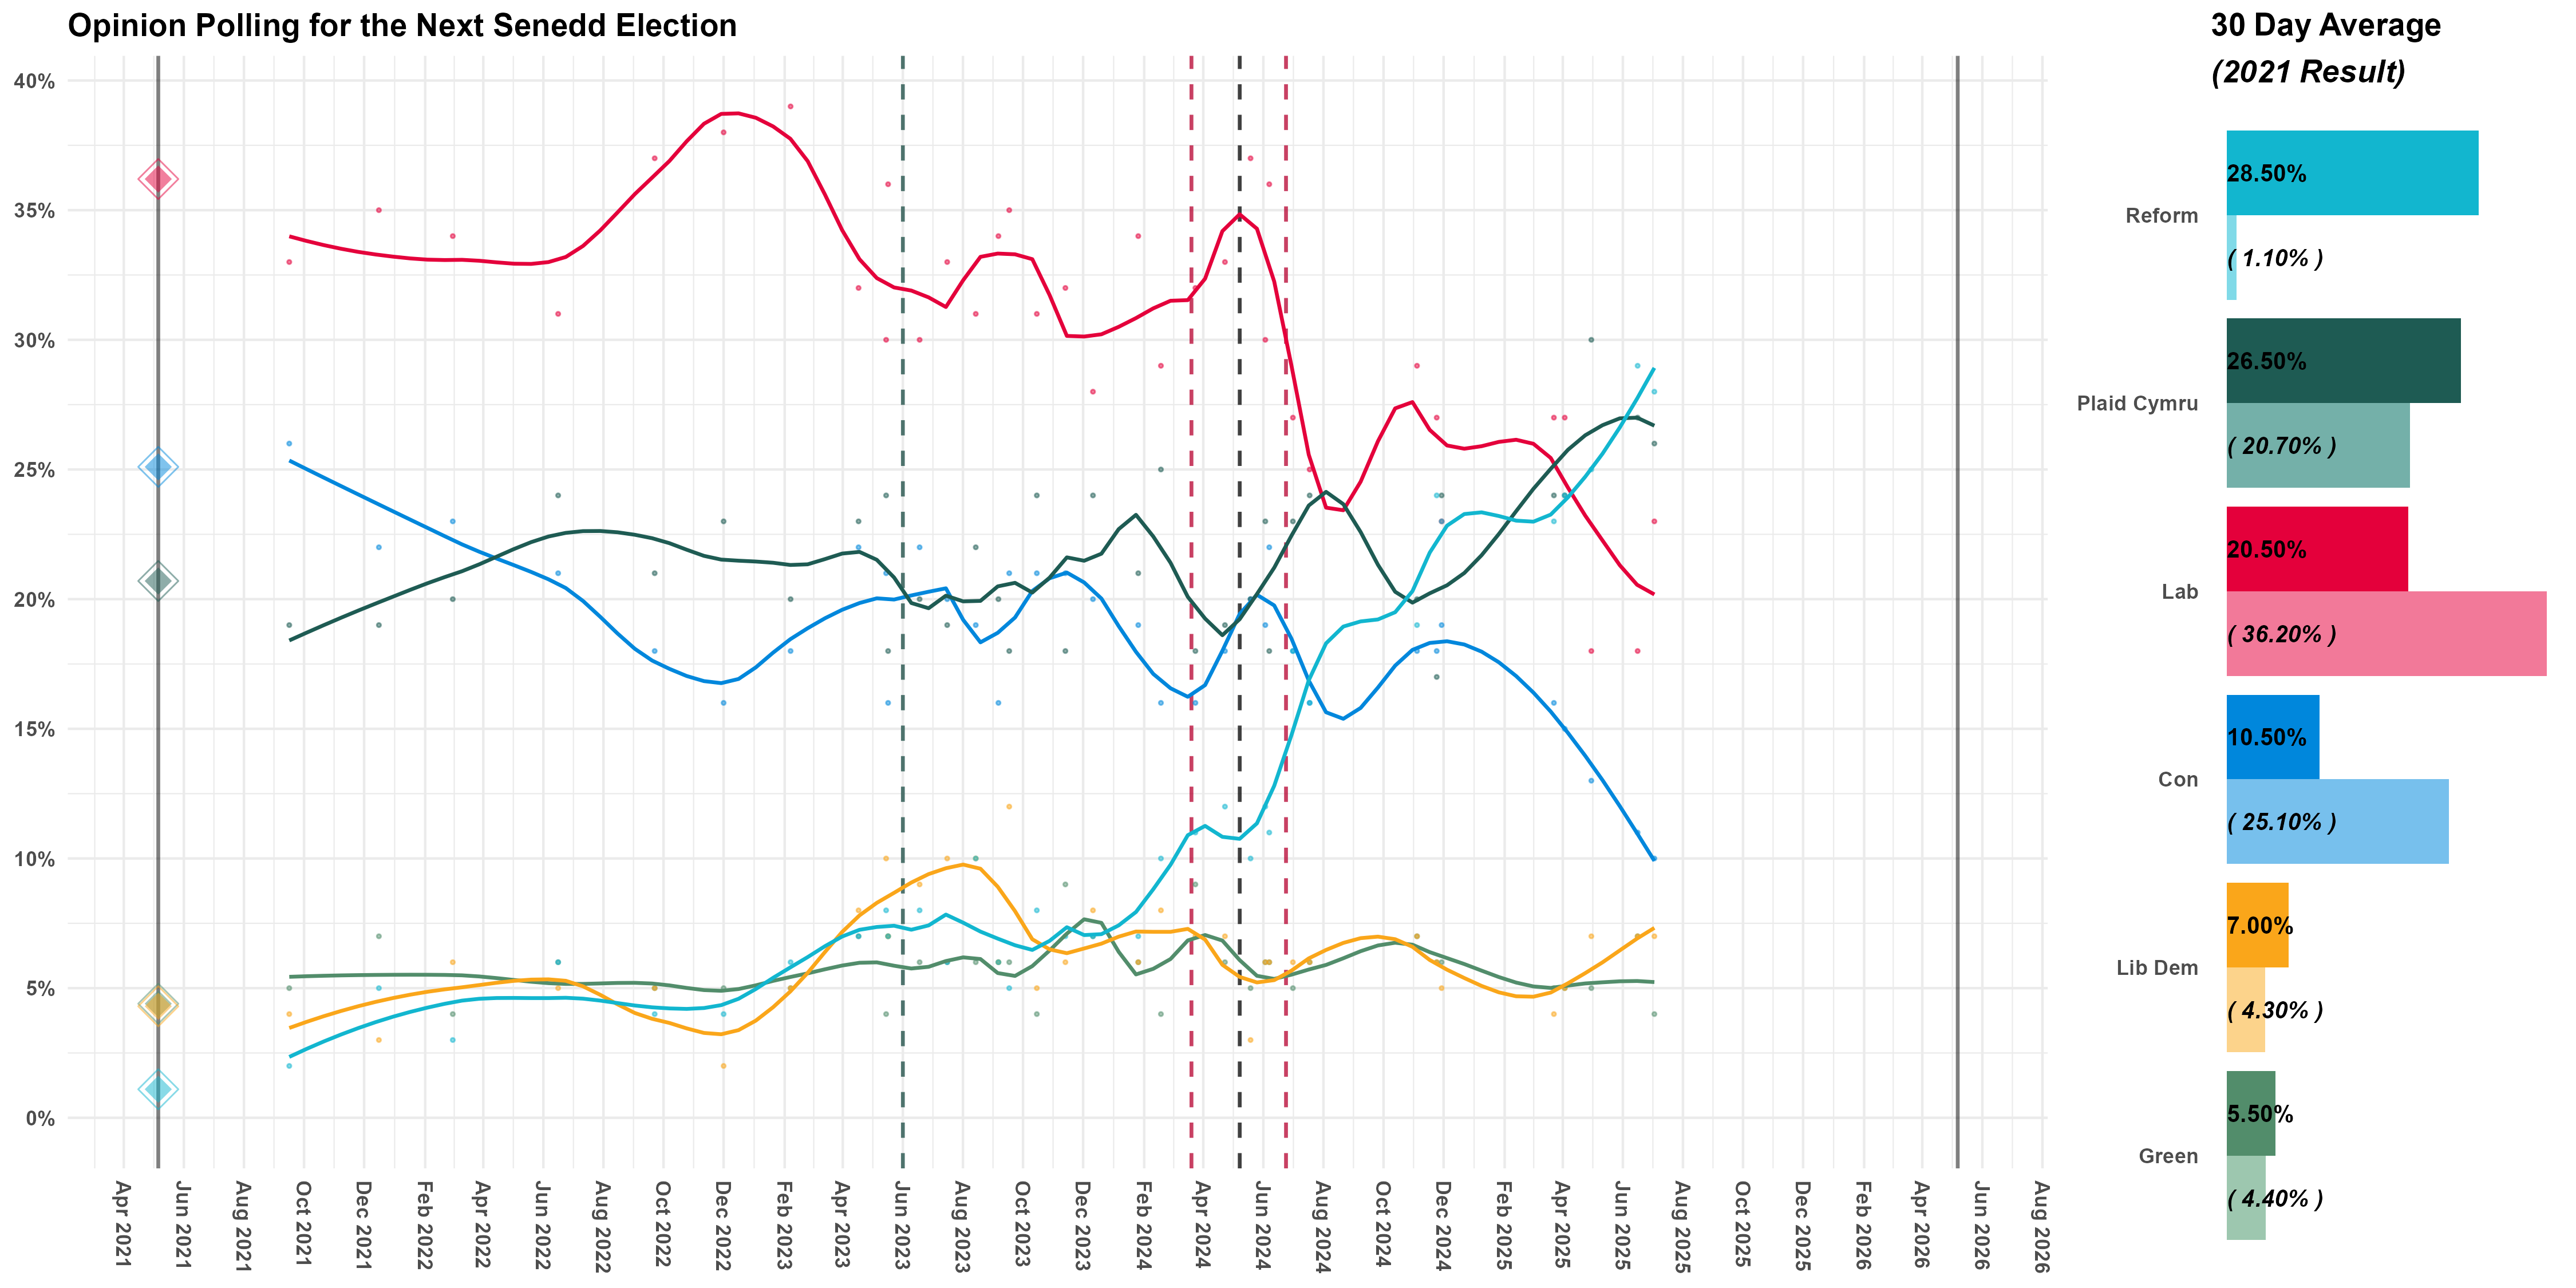 Opinion Polling for the Next Senedd Election
40%
35%
30%
25%
20%
15%
10%
5%
0%
Apr 2021
Jun 2021
Aug 2021
Oct 2021
Dec 2021
Feb 2022
Apr 2022
Jun 2022
Aug 2022
Oct 2022
Dec 2022
Feb 2023
Apr 2023
Jun 2023
Aug 2023
Oct 2023
Dec 2023
Feb 2024
Apr 2024
Jun 2024
Aug 2024
Oct 2024
Dec 2024
Feb 2025
Apr 2025
Jun 2025
Aug 2025
Oct 2025
Dec 2025
Feb 2026
Apr 2026
Jun 2026
Aug 2026
30 Day Average
(2021 Result)
Reform
28.50%
( 1.10% )
Plaid Cymru
26.50%
( 20.70% )
Lab
20.50%
( 36.20% )
Con
10.50%
( 25.10% )
Lib Dem
7.00%
( 4.30% )
Green
5.50%
( 4.40% )